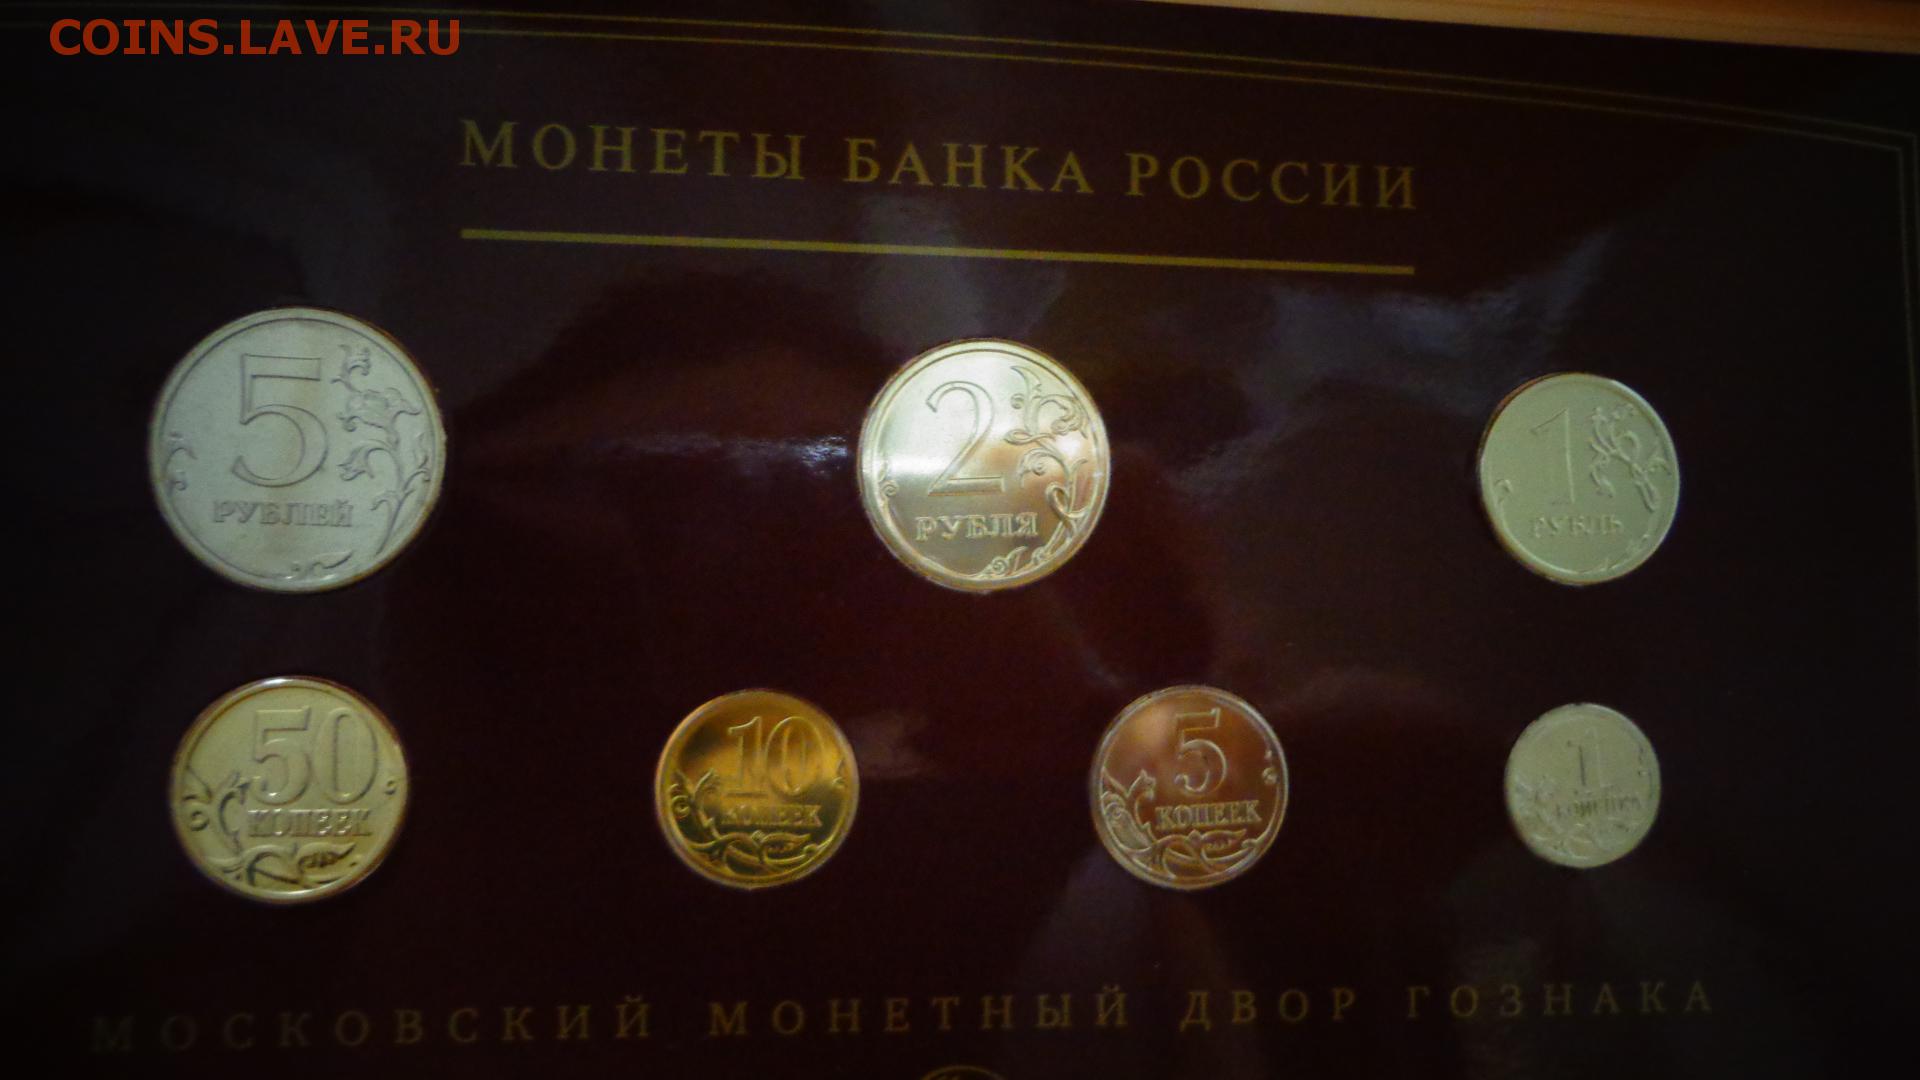 COINS.LAVE.RU
МОНЕТЫ БАНКА РОССИИ
5
РУБЛЕЙ
2
РУБЛЯ
1
РУБЛЬ
50
КОПЕЕК
10
КОПЕЕК
5
КОПЕЕК
1
МОСКОВСКИЙ МОНЕТНЫЙ ДВОР ГОЗНАКА